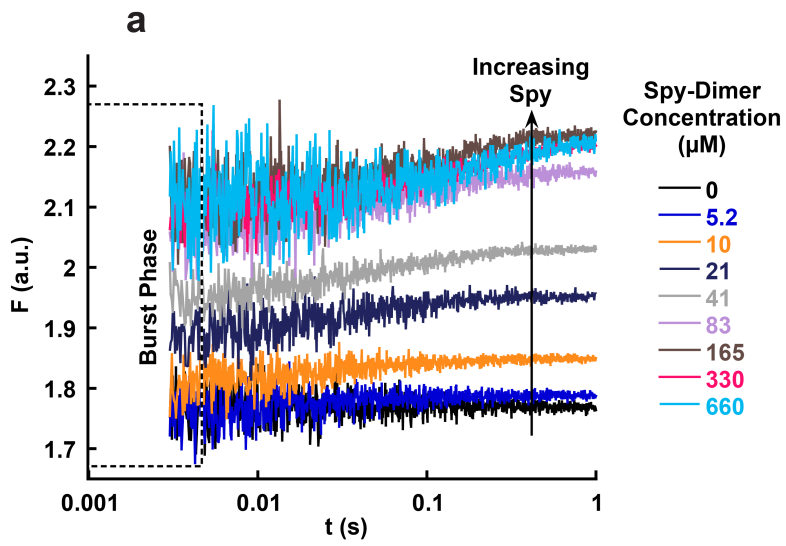 a
2.3
2.2
2.1
2
1.9
1.8
1.7
F (a.u.)
Burst Phase
Increasing
Spy
0.001
0.01
0.1
1
t (s)
Spy-Dimer
Concentration
(µM)
0
5.2
10
21
41
83
165
330
660